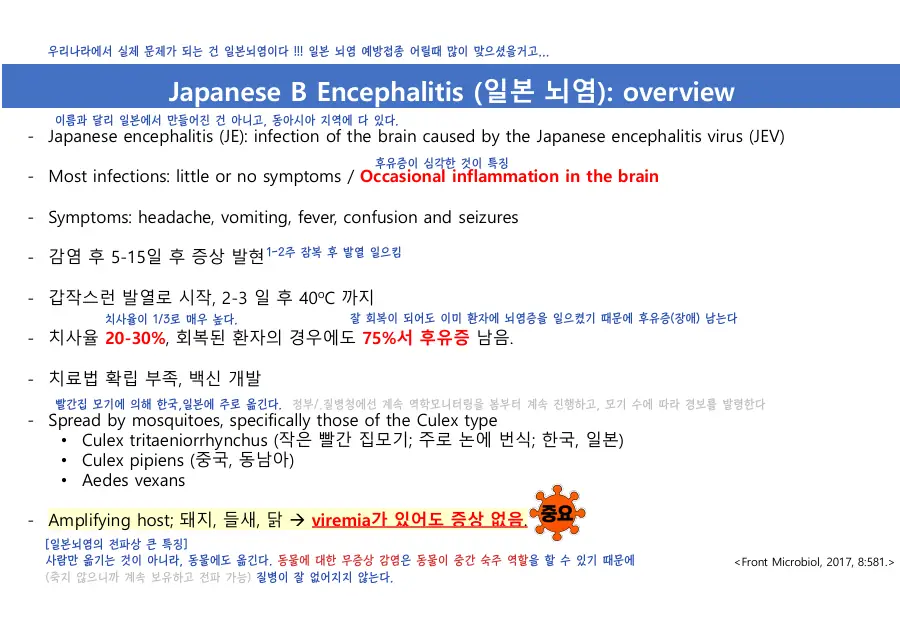 우리나라에서 실제 문제가 되는 건 일본뇌염이다 !!! 일본 뇌염 예방접종 어릴때 많이 맞으셨을거고...
Japanese B Encephalitis (일본 뇌염): overview
이름과 달리 일본에서 만들어진 건 아니고, 동아시아 지역에 다 있다.
- Japanese encephalitis (JE): infection of the brain caused by the Japanese encephalitis virus (JEV)
후유증이 심각한 것이 특징
- Most infections: little or no symptoms / Occasional inflammation in the brain
- Symptoms: headache, vomiting, fever, confusion and seizures
- 감염 후 5-15일 후 증상 발현 1-2주 잠복 후 발열 일으킴
- 갑작스런 발열로 시작, 2-3 일 후 40ºC 까지
치사율이 1/3로 매우 높다. 잘 회복이 되어도 이미 환자에 뇌염증을 일으켰기 때문에 후유증(장애) 남는다
- 치사율 20-30%, 회복된 환자의 경우에도 75%서 후유증 남음.
- 치료법 확립 부족, 백신 개발
빨간집 모기에 의해 한국,일본에 주로 옮긴다. 정부/.질병청에선 계속 역학모니터링을 봄부터 계속 진행하고, 모기 수에 따라 경보를 발령한다
- Spread by mosquitoes, specifically those of the Culex type
• Culex tritaeniorrhynchus (작은 빨간 집모기; 주로 논에 번식; 한국, 일본)
• Culex pipiens (중국, 동남아)
• Aedes vexans
- Amplifying host; 돼지, 들새, 닭 → viremia가 있어도 증상 없음. 중요
[일본뇌염의 전파상 큰 특징]
사람만 옮기는 것이 아니라, 동물에도 옮긴다. 동물에 대한 무증상 감염은 동물이 중간 숙주 역할을 할 수 있기 때문에
(죽지 않으니까 계속 보유하고 전파 가능) 질병이 잘 없어지지 않는다.
<Front Microbiol, 2017, 8:581.>